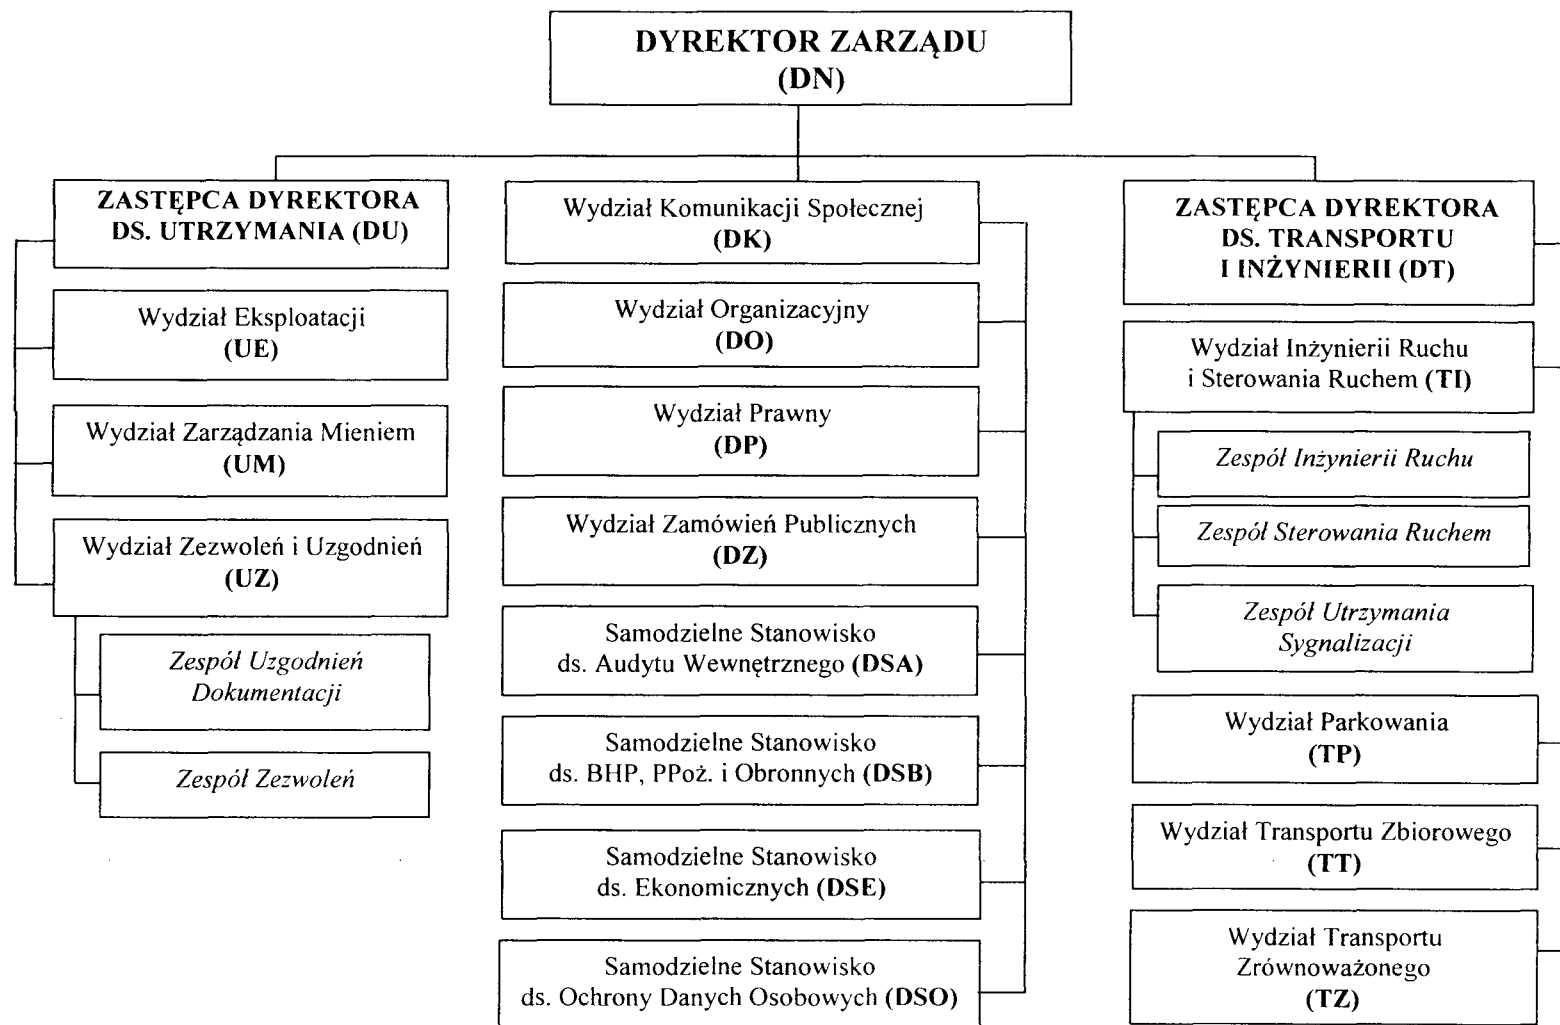 DYREKTOR ZARZĄDU
(DN)
ZASTĘPCA DYREKTORA
DS. UTRZYMANIA (DU)
Wydział Eksploatacji
(UE)
Wydział Zarządzania Mieniem
(UM)
Wydział Zezwoleń i Uzgodnień
(UZ)
Zespół Uzgodnień
Dokumentacji
Zespół Zezwoleń
Wydział Komunikacji Społecznej
(DK)
Wydział Organizacyjny
(DO)
Wydział Prawny
(DP)
Wydział Zamówień Publicznych
(DZ)
Samodzielne Stanowisko
ds. Audytu Wewnętrznego (DSA)
Samodzielne Stanowisko
ds. BHP, PPoż. i Obronnych (DSB)
Samodzielne Stanowisko
ds. Ekonomicznych (DSE)
Samodzielne Stanowisko
ds. Ochrony Danych Osobowych (DSO)
ZASTĘPCA DYREKTORA
DS. TRANSPORTU
I INŻYNIERII (DT)
Wydział Inżynierii Ruchu
i Sterowania Ruchem (TI)
Zespół Inżynierii Ruchu
Zespół Sterowania Ruchem
Zespół Utrzymania
Sygnalizacji
Wydział Parkowania
(TP)
Wydział Transportu Zbiorowego
(TT)
Wydział Transportu
Zrównoważonego
(TZ)